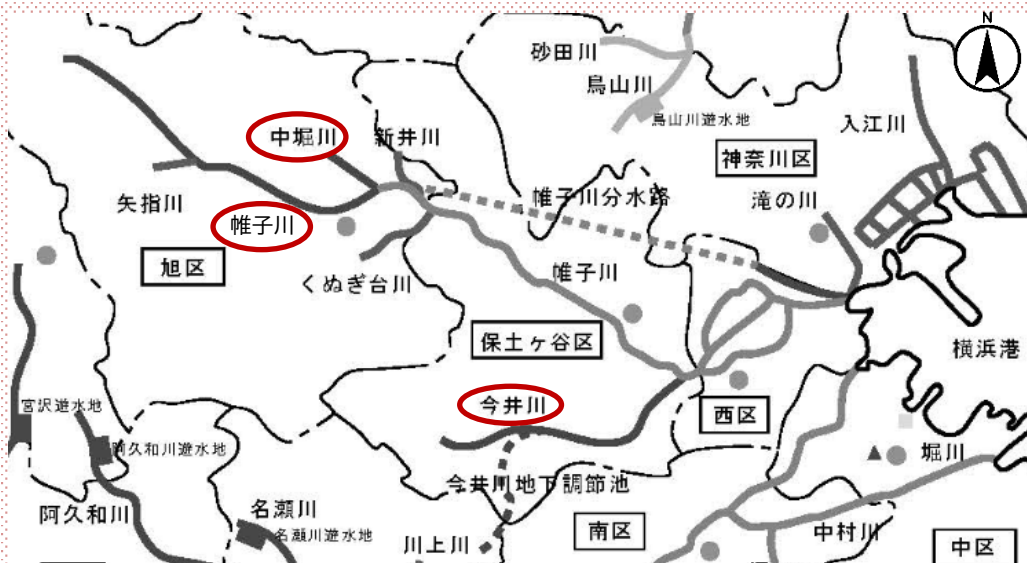 N
砂田川
鳥山川
鳥山川遊水地
入江川
中堀川
新井川
神奈川区
矢指川
帷子川
帷子川分水路
滝の川
旭区
くぬぎ台川
帷子川
保土ヶ谷区
横浜港
今井川
西区
宮沢遊水地
阿久和川遊水地
堀川
今井川地下調節池
阿久和川
名瀬川
名瀬川遊水地
川上川
南区
中村川
中区